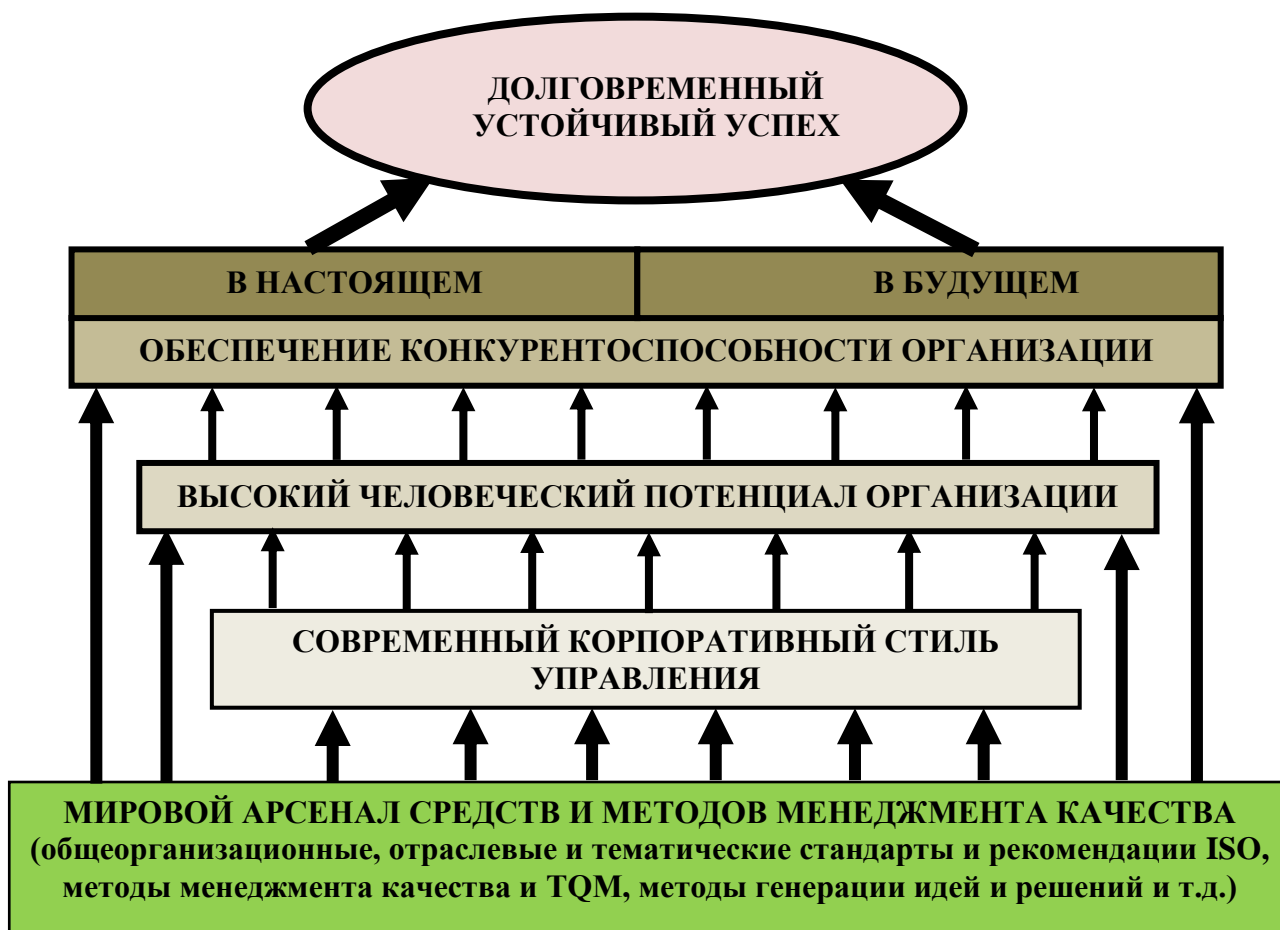 ДОЛГОВРЕМЕННЫЙ
УСТОЙЧИВЫЙ УСПЕХ
В НАСТОЯЩЕМ
В БУДУЩЕМ
ОБЕСПЕЧЕНИЕ КОНКУРЕНТОСПОСОБНОСТИ ОРГАНИЗАЦИИ
ВЫСОКИЙ ЧЕЛОВЕЧЕСКИЙ ПОТЕНЦИАЛ ОРГАНИЗАЦИИ
СОВРЕМЕННЫЙ КОРПОРАТИВНЫЙ СТИЛЬ
УПРАВЛЕНИЯ
МИРОВОЙ АРСЕНАЛ СРЕДСТВ И МЕТОДОВ МЕНЕДЖМЕНТА КАЧЕСТВА
(общеорганизационные, отраслевые и тематические стандарты и рекомендации ISO,
методы менеджмента качества и TQM, методы генерации идей и решений и т.д.)